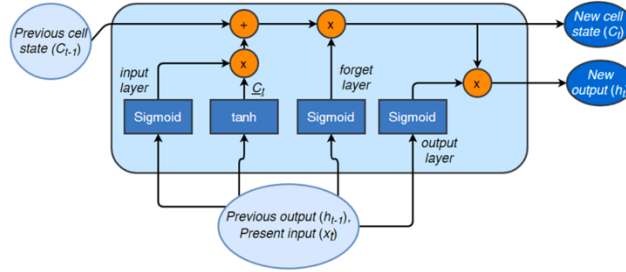 Previous cell
state (Ct-1)
input
layer
+
x
x
Ct
forget
layer
x
New cell
state (Ct)
New
output (ht
Sigmoid
tanh
Sigmoid
Sigmoid
output
layer
Previous output (ht-1),
Present input (xt)